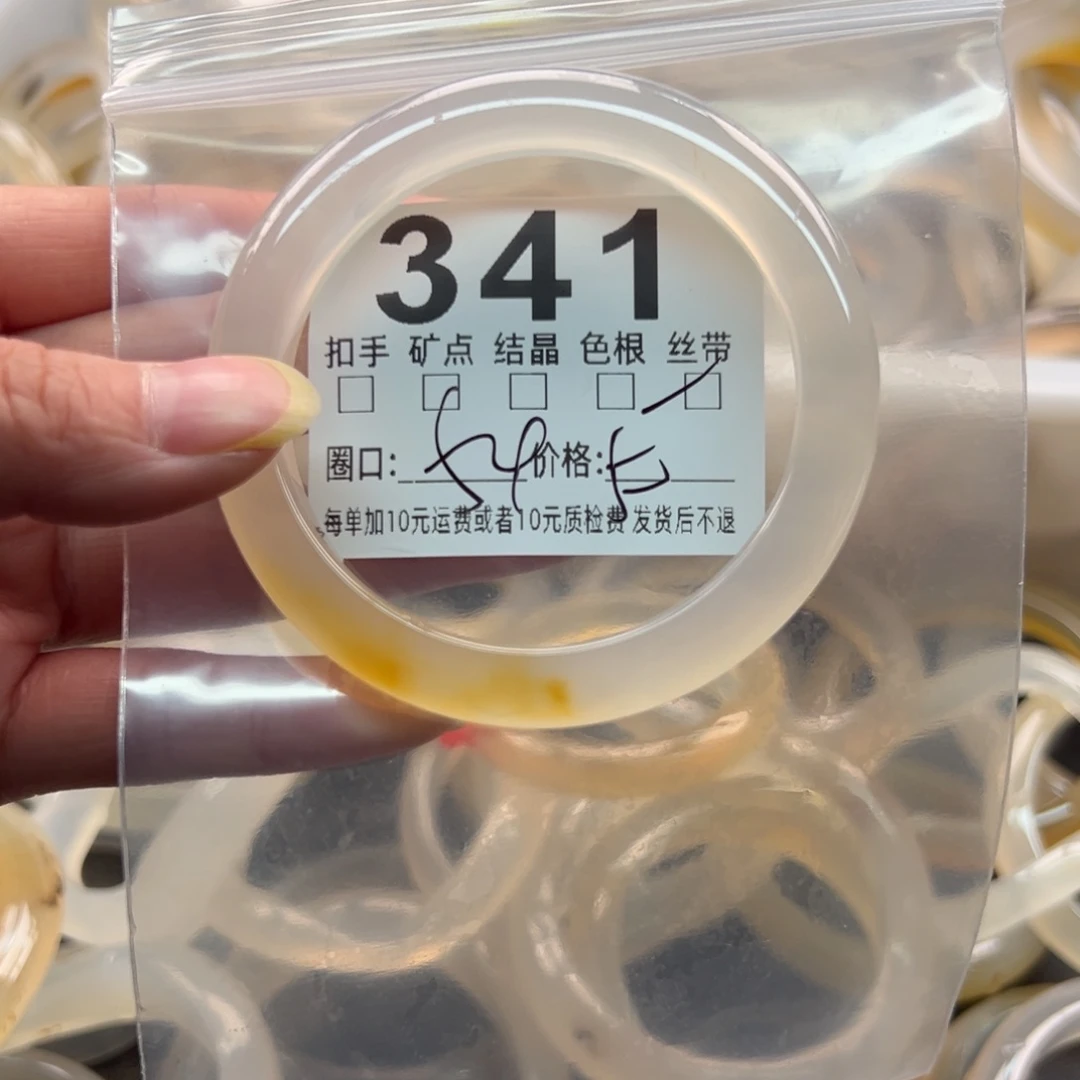 341
扣手 矿点 结晶 色根 丝带
圈口: 54 价格:
每单加10元运费或者10元质检费 发货后不退